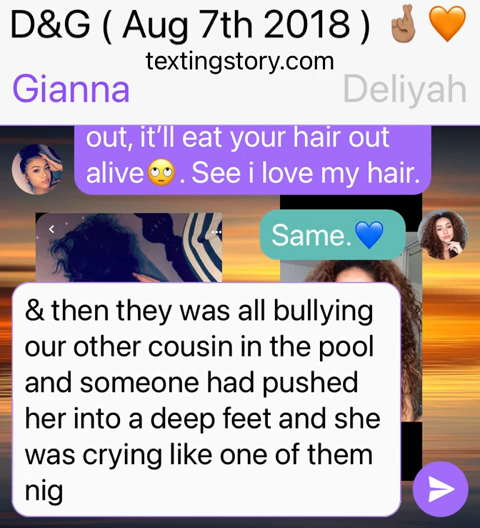 D&G ( Aug 7th 2018 ) 🤞🏽🧡
textingstory.com
Gianna Deliyah
out, it'll eat your hair out
alive🙄. See i love my hair.
Same.💙
& then they was all bullying
our other cousin in the pool
and someone had pushed
her into a deep feet and she
was crying like one of them
nig